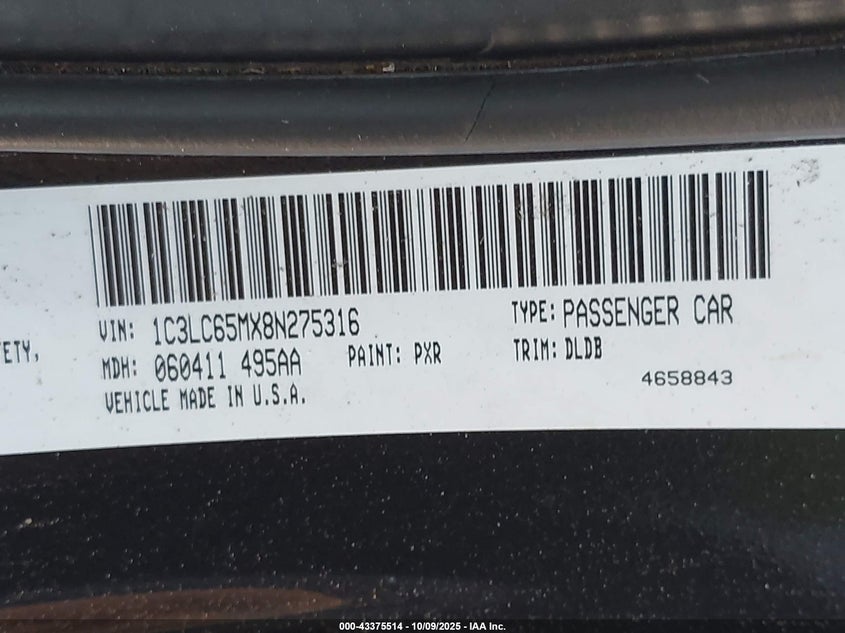 VIN: 1C3LC65MX8N275316 TYPE: PASSENGER CAR
ETY, MDH: 060411 495AA PAINT: PXR TRIM: DLDB
VEHICLE MADE IN U.S.A. 4658843
000-43375514 - 10/09/2025 - IAA Inc.